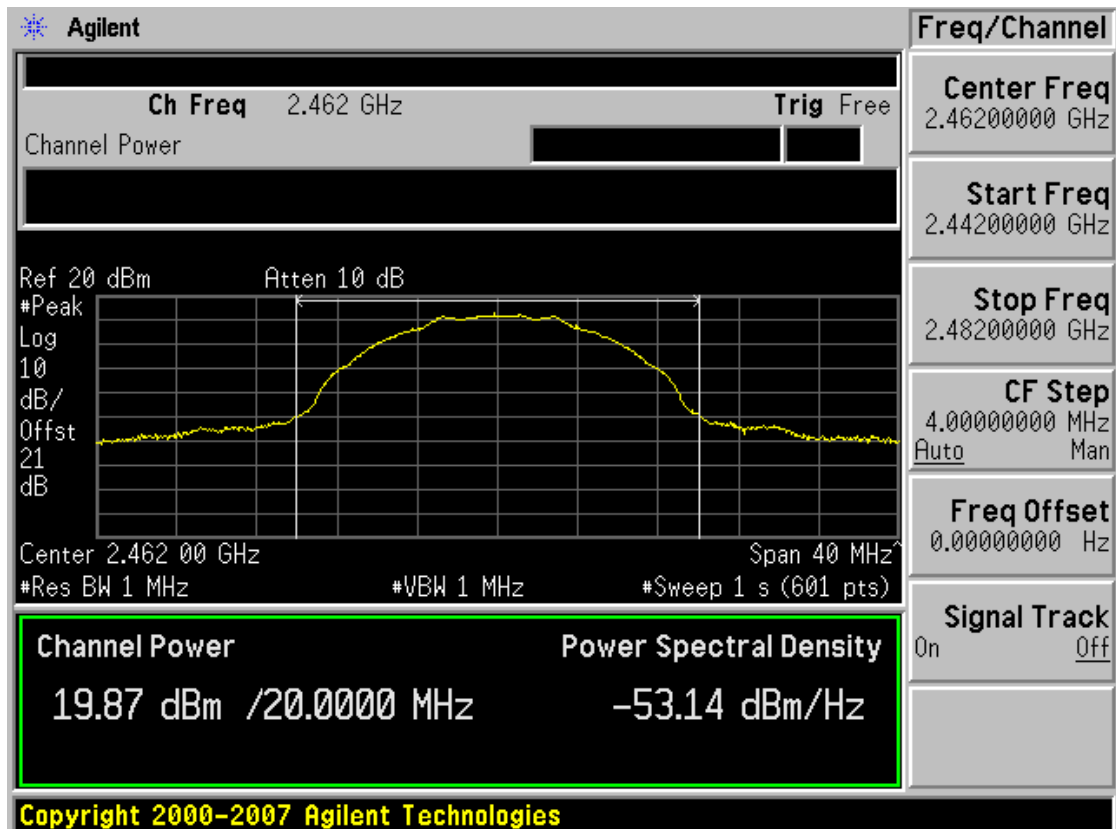 Agilent
Freq/Channel
Ch Freq 2.462 GHz Trig Free
Channel Power
Center Freq
2.46200000 GHz
Start Freq
2.44200000 GHz
Stop Freq
2.48200000 GHz
CF Step
4.00000000 MHz
Auto Man
Freq Offset
0.00000000 Hz
Signal Track
On Off
Ref 20 dBm Atten 10 dB
#Peak
Log
10
dB/
Offst
21
dB
Center 2.462 00 GHz Span 40 MHz^
#Res BW 1 MHz #VBW 1 MHz #Sweep 1 s (601 pts)
Channel Power Power Spectral Density
19.87 dBm /20.0000 MHz -53.14 dBm/Hz
Copyright 2000-2007 Agilent Technologies